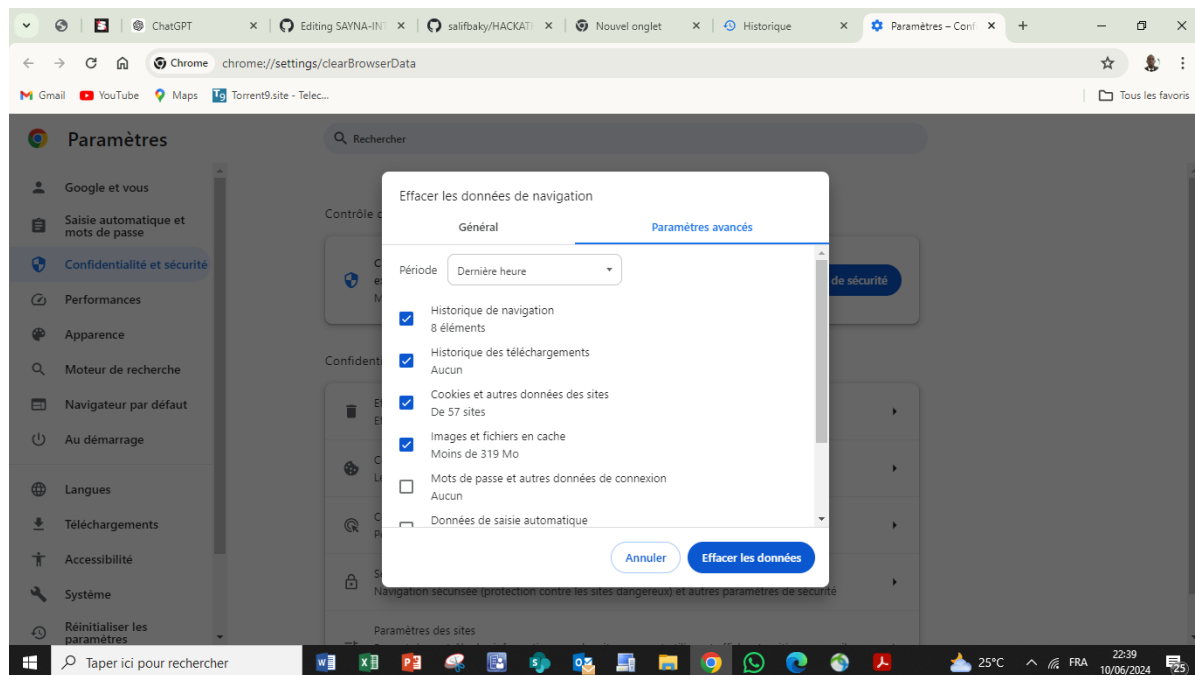 ChatGPT
Editing SAYNA-INT
salifbaky/HACKATH
Nouvel onglet
Historique
Paramètres – Conf
Chrome
chrome://settings/clearBrowserData
Gmail
YouTube
Maps
Torrent9.site - Telec...
Tous les favoris
Paramètres
Rechercher
Google et vous
Saisie automatique et
mots de passe
Confidentialité et sécurité
Performances
Apparence
Moteur de recherche
Navigateur par défaut
Au démarrage
Langues
Téléchargements
Accessibilité
Système
Réinitialiser les
paramètres
Contrôle
de sécurité
Effacer les données de navigation
Général
Paramètres avancés
Période
Dernière heure
Historique de navigation
8 éléments
Historique des téléchargements
Aucun
Cookies et autres données des sites
De 57 sites
Images et fichiers en cache
Moins de 319 Mo
Mots de passe et autres données de connexion
Aucun
Données de saisie automatique
Annuler
Effacer les données
Navigation sécurisée (protection contre les sites dangereux) et autres paramètres de sécurité
Paramètres des sites
Taper ici pour rechercher
25°C
FRA
22:39
10/06/2024
25